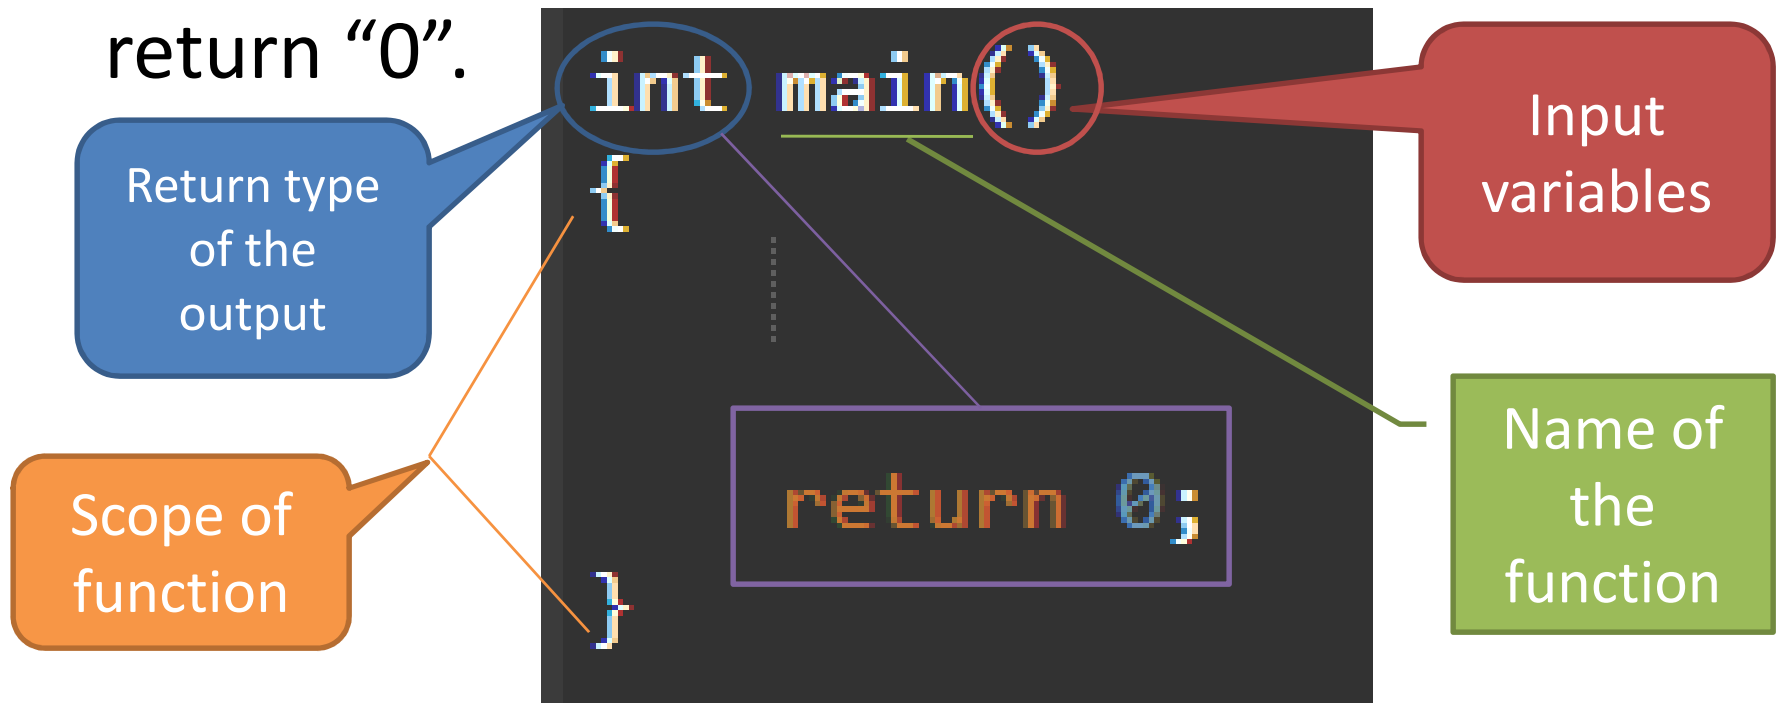 return “0”.
int main()
{
return 0;
}
Return type
of the
output
Input
variables
Scope of
function
Name of
the
function